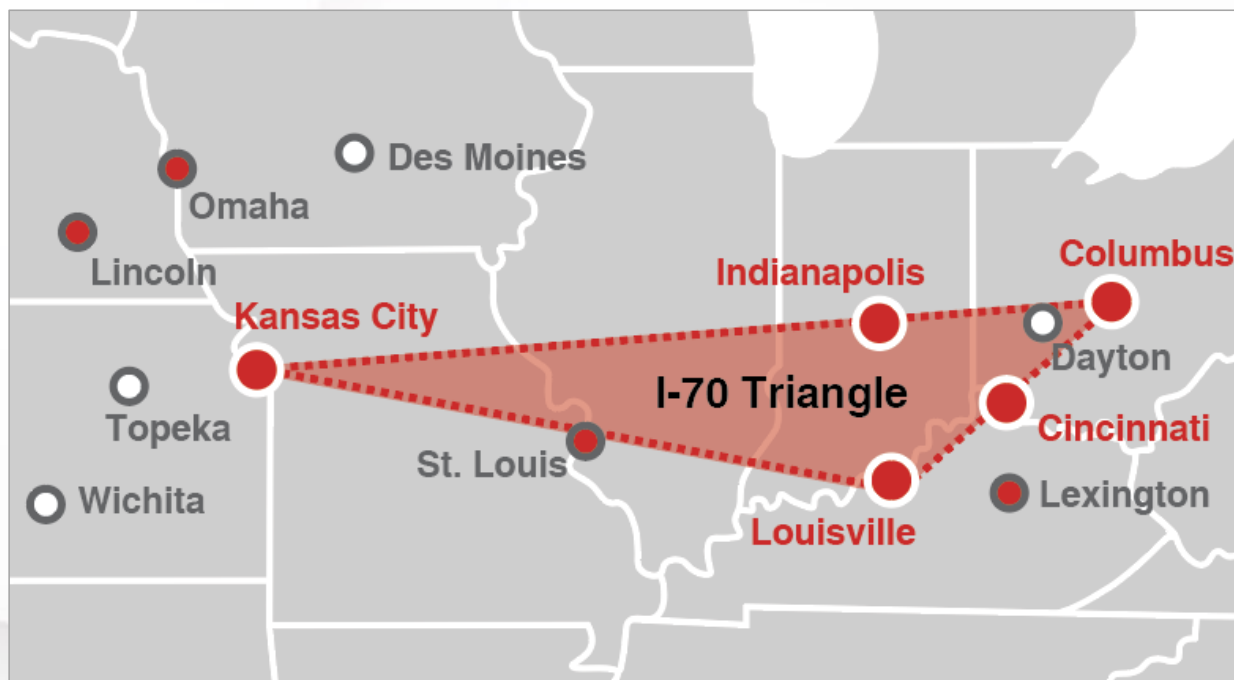 Des Moines
Omaha
Lincoln
Columbus
Indianapolis
Kansas City
Dayton
I-70 Triangle
Topeka
Cincinnati
St. Louis
Wichita
Lexington
Louisville